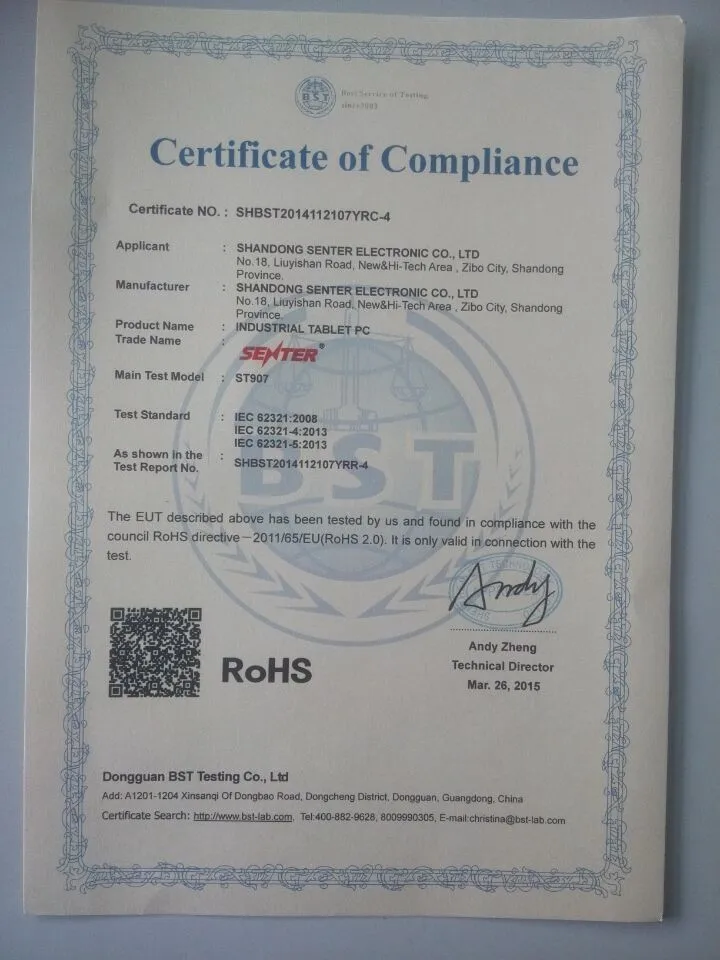 BST
Best Service of Testing
since2003
Certificate of Compliance
Certificate NO. : SHBST2014112107YRC-4
Applicant : SHANDONG SENTER ELECTRONIC CO., LTD
No.18, Liuyishan Road, New&Hi-Tech Area , Zibo City, Shandong
Province.
Manufacturer : SHANDONG SENTER ELECTRONIC CO., LTD
No.18, Liuyishan Road, New&Hi-Tech Area , Zibo City, Shandong
Province.
Product Name : INDUSTRIAL TABLET PC
Trade Name : SENTER®
Main Test Model : ST907
Test Standard : IEC 62321:2008
IEC 62321-4:2013
IEC 62321-5:2013
As shown in the :
Test Report No. SHBST2014112107YRR-4
BST
The EUT described above has been tested by us and found in compliance with the
council RoHS directive－2011/65/EU(RoHS 2.0). It is only valid in connection with the
test.
Andy
RoHS
Andy Zheng
Technical Director
Mar. 26, 2015
Dongguan BST Testing Co., Ltd
Add: A1201-1204 Xinsanqi Of Dongbao Road, Dongcheng District, Dongguan, Guangdong, China
Certificate Search: http://www.bst-lab.com, Tel:400-882-9628, 8009990305, E-mail:christina@bst-lab.com